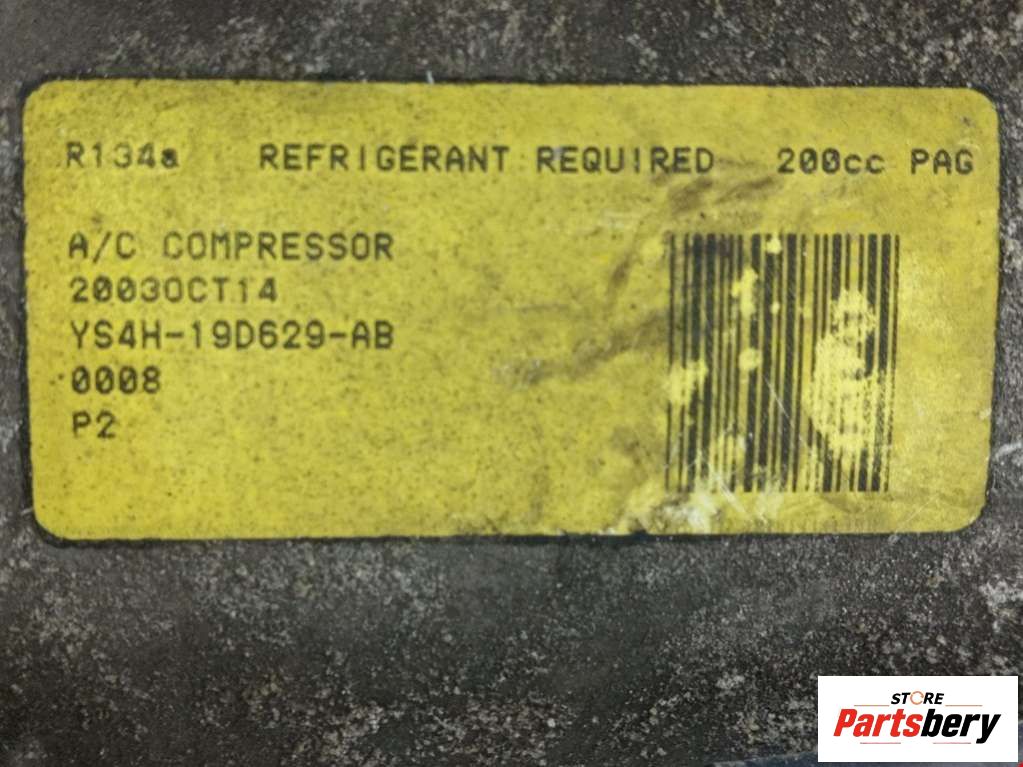 R134a REFRIGERANT REQUIRED 200cc PAG
A/C COMPRESSOR
2003OCT14
YS4H-19D629-AB
0008
P2
STORE
Partsbery